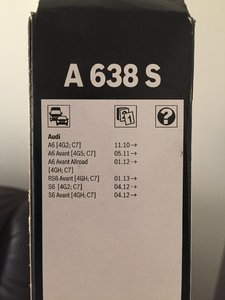 A 638 S
1
?
Audi
A6 [4G2; C7] 11.10→
A6 Avant [4G5; C7] 05.11→
A6 Avant Allroad 01.12→
[4GH; C7]
RS6 Avant [4GH; C7] 01.13→
S6 [4G2; C7] 04.12→
S6 Avant [4GH; C7] 04.12→